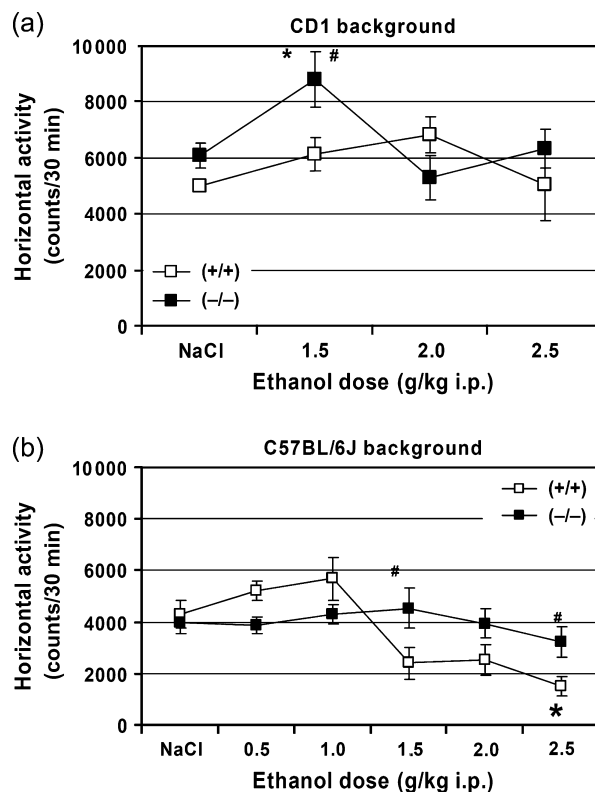 (a)
CD1 background
Horizontal activity
(counts/30 min)
10000
* #
8000
6000
4000
2000
0
(+/+)
(–/–)
NaCl 1.5 2.0 2.5
Ethanol dose (g/kg i.p.)
(b)
C57BL/6J background
Horizontal activity
(counts/30 min)
10000
8000
6000
4000
2000
0
(+/+)
(–/–)
#
#
*
NaCl 0.5 1.0 1.5 2.0 2.5
Ethanol dose (g/kg i.p.)